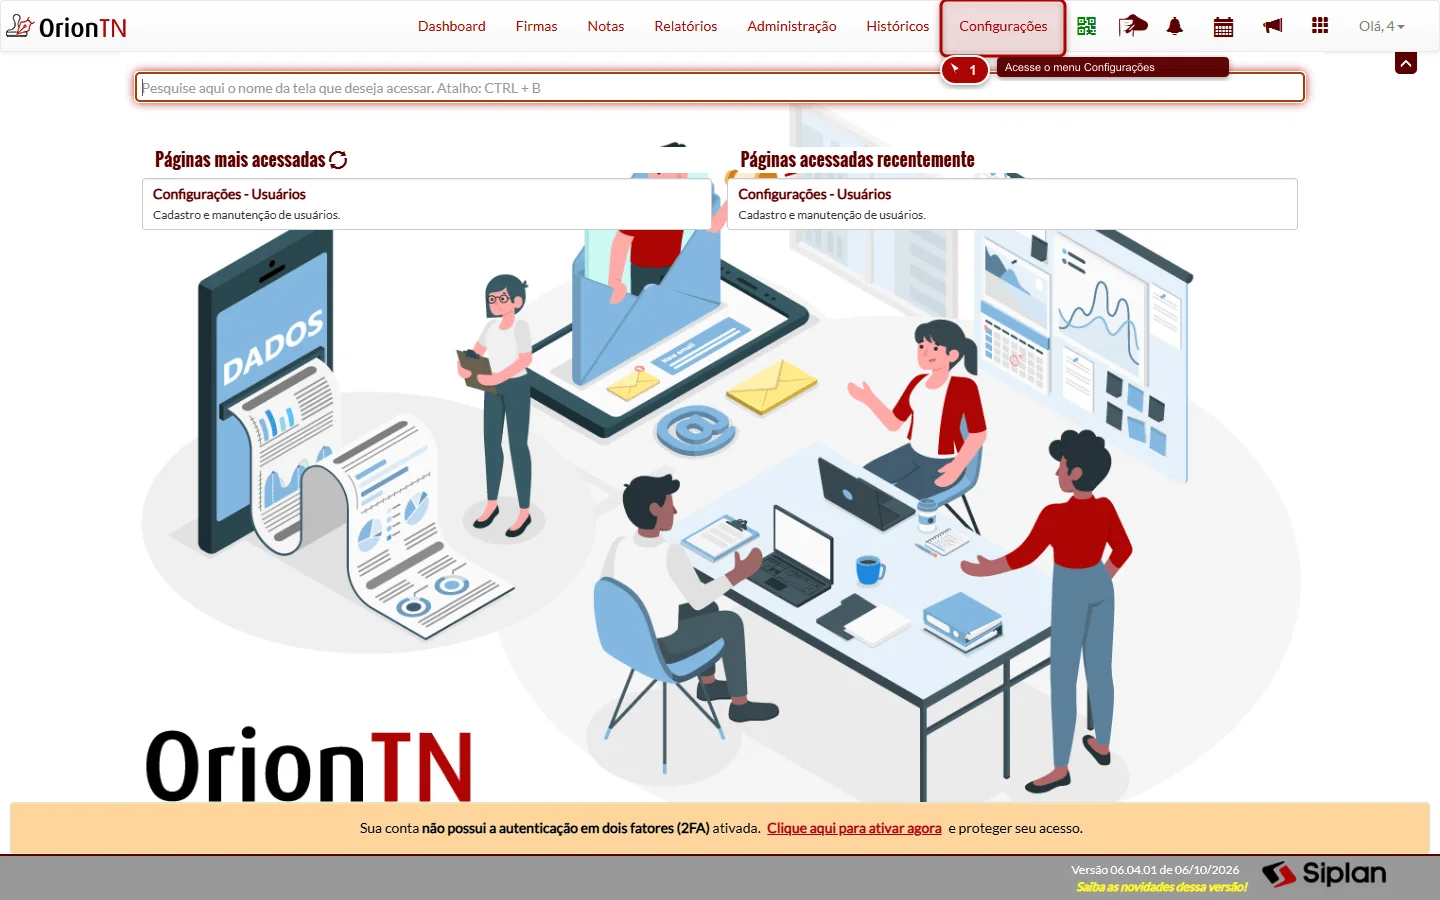 OrionTN
Dashboard
Firmas
Notas
Relatórios
Administração
Históricos
Configurações
Olá, 4
1
Acesse o menu Configurações
Pesquise aqui o nome da tela que deseja acessar. Atalho: CTRL + B
Páginas mais acessadas
Configurações - Usuários
Cadastro e manutenção de usuários.
Páginas acessadas recentemente
Configurações - Usuários
Cadastro e manutenção de usuários.
DADOS
New email
@
OrionTN
Sua conta não possui a autenticação em dois fatores (2FA) ativada. Clique aqui para ativar agora e proteger seu acesso.
Versão 06.04.01 de 06/10/2026
Saiba as novidades dessa versão!
Siplan